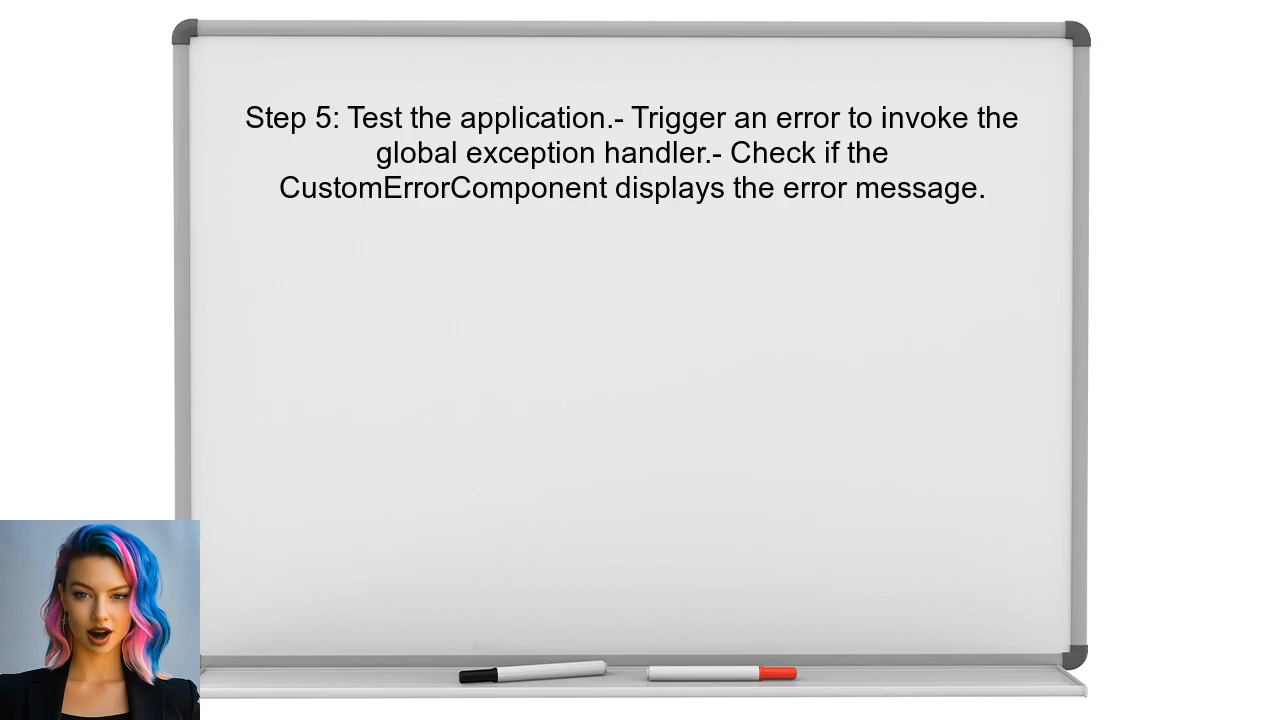 Step 5: Test the application.- Trigger an error to invoke the
global exception handler.- Check if the
CustomErrorComponent displays the error message.